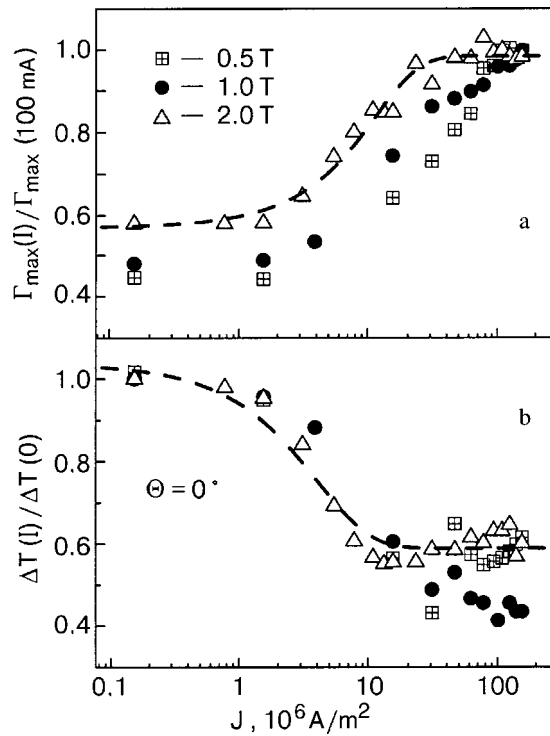 Γmax(I)/Γmax (100 mA)
1.0
0.8
0.6
0.4
⊞ — 0.5 T
● — 1.0 T
△ — 2.0 T
a
ΔT(I)/ΔT(0)
1.0
0.8
0.6
0.4
Θ = 0°
b
0.1 1 10 100
J, 10⁶A/m²